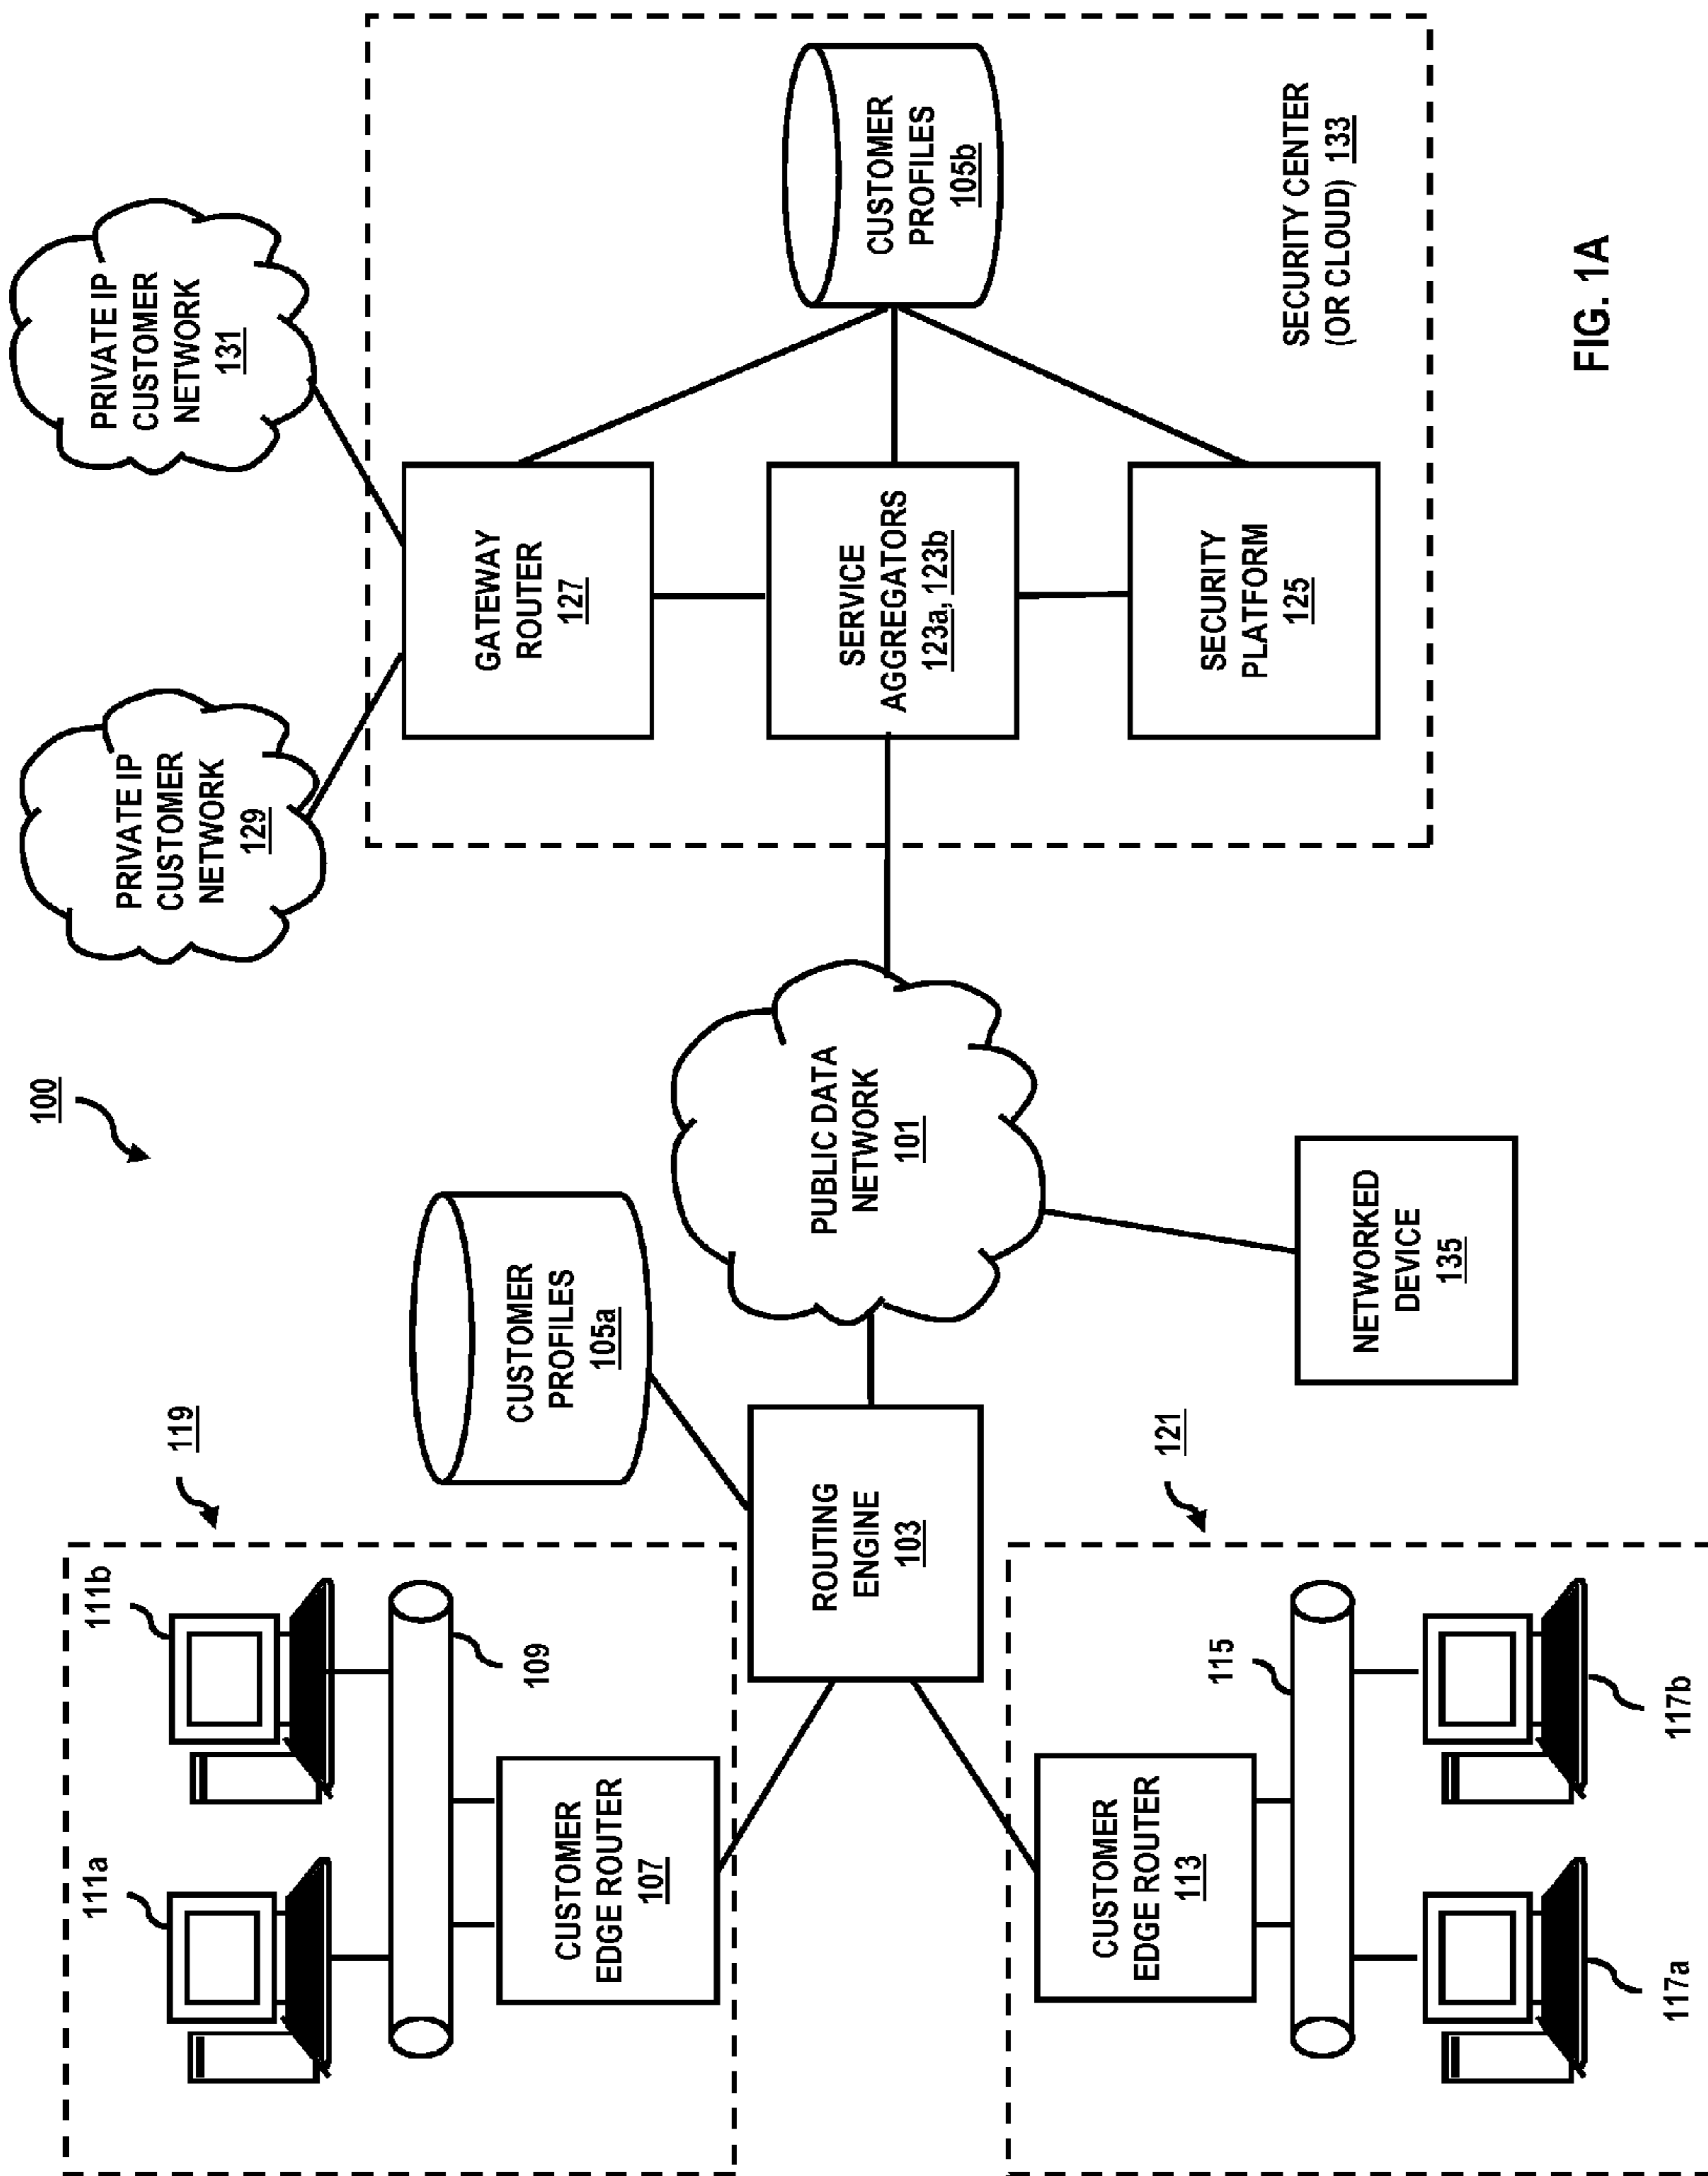 100
119
111a
111b
109
CUSTOMER
EDGE ROUTER
107
CUSTOMER
PROFILES
105a
ROUTING
ENGINE
103
121
CUSTOMER
EDGE ROUTER
113
115
117a
117b
PUBLIC DATA
NETWORK
101
NETWORKED
DEVICE
135
PRIVATE IP
CUSTOMER
NETWORK
129
PRIVATE IP
CUSTOMER
NETWORK
131
GATEWAY
ROUTER
127
SERVICE
AGGREGATORS
123a, 123b
SECURITY
PLATFORM
125
CUSTOMER
PROFILES
105b
SECURITY CENTER
(OR CLOUD) 133
FIG. 1A